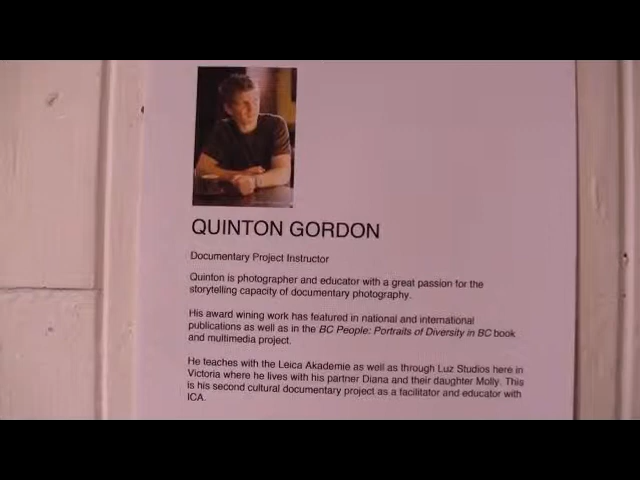 QUINTON GORDON
Documentary Project Instructor
Quinton is photographer and educator with a great passion for the
storytelling capacity of documentary photography.
His award wining work has featured in national and international
publications as well as in the BC People: Portraits of Diversity in BC book
and multimedia project.
He teaches with the Leica Akademie as well as through Luz Studios here in
Victoria where he lives with his partner Diana and their daughter Molly. This
is his second cultural documentary project as a facilitator and educator with
ICA.